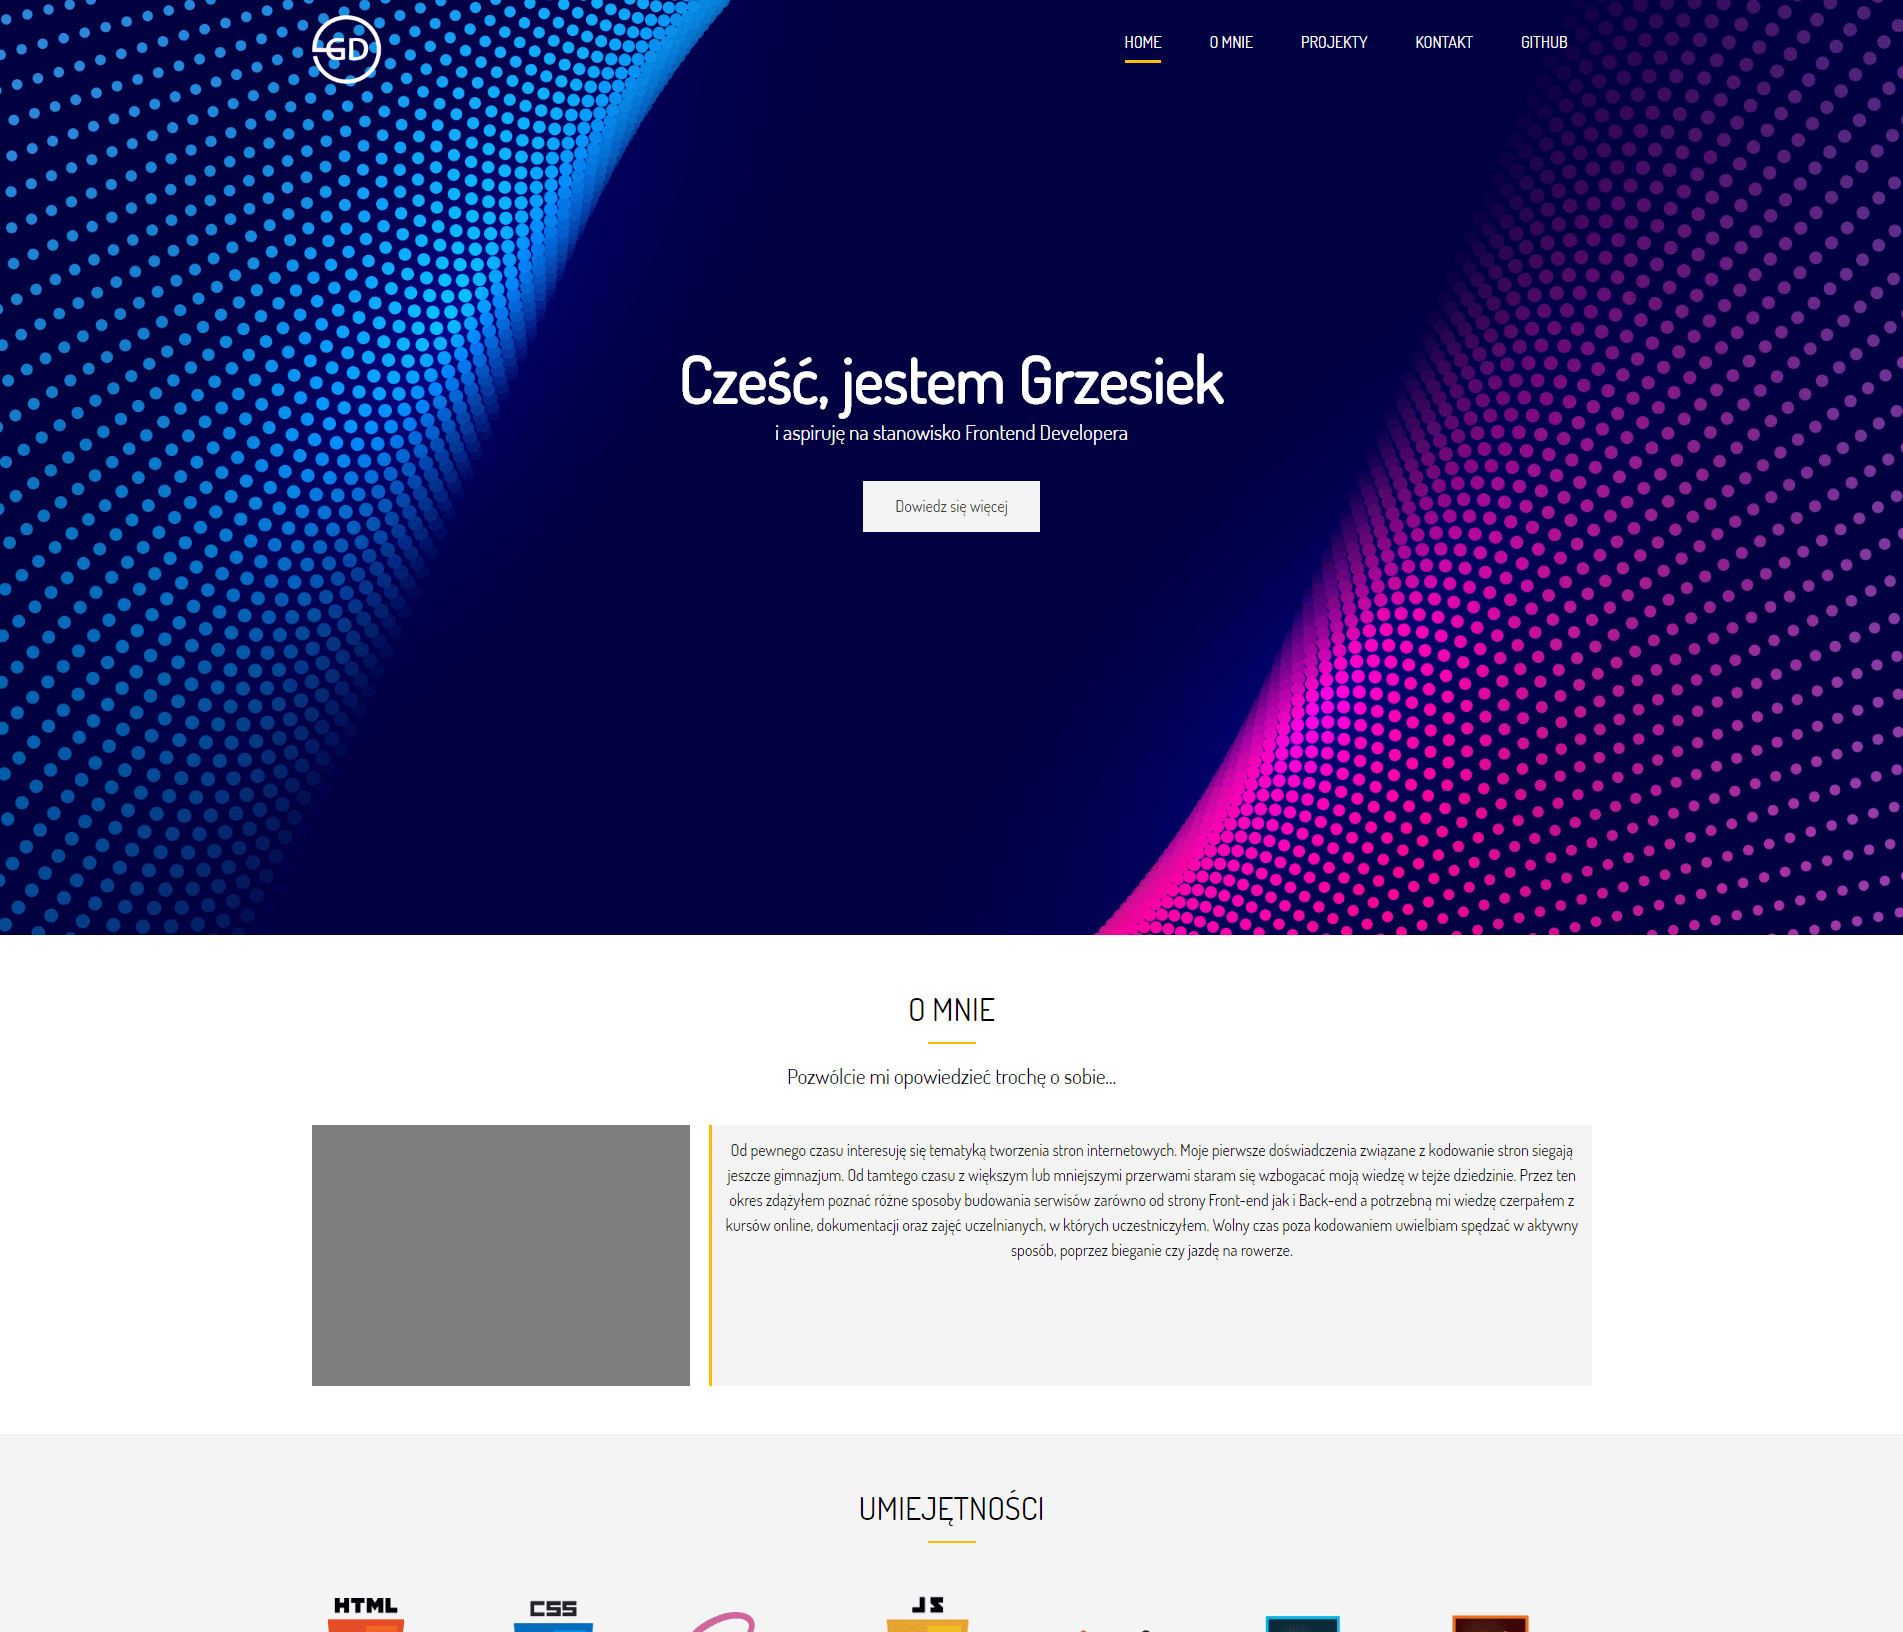 GD
HOME O MNIE PROJEKTY KONTAKT GITHUB
Cześć, jestem Grzesiek
i aspiruję na stanowisko Frontend Developera
Dowiedz się więcej
O MNIE
Pozwólcie mi opowiedzieć trochę o sobie...
Od pewnego czasu interesuję się tematyką tworzenia stron internetowych. Moje pierwsze doświadczenia związane z kodowanie stron siegają
jeszcze gimnazjum. Od tamtego czasu z większym lub mniejszymi przerwami staram się wzbogacać moją wiedzę w tejże dziedzinie. Przez ten
okres zdążyłem poznać różne sposoby budowania serwisów zarówno od strony Front-end jak i Back-end a potrzebną mi wiedzę czerpałem z
kursów online, dokumentacji oraz zajęć uczelnianych, w których uczestniczyłem. Wolny czas poza kodowaniem uwielbiam spędzać w aktywny
sposób, poprzez bieganie czy jazdę na rowerze.
UMIEJĘTNOŚCI
HTML CSS JS